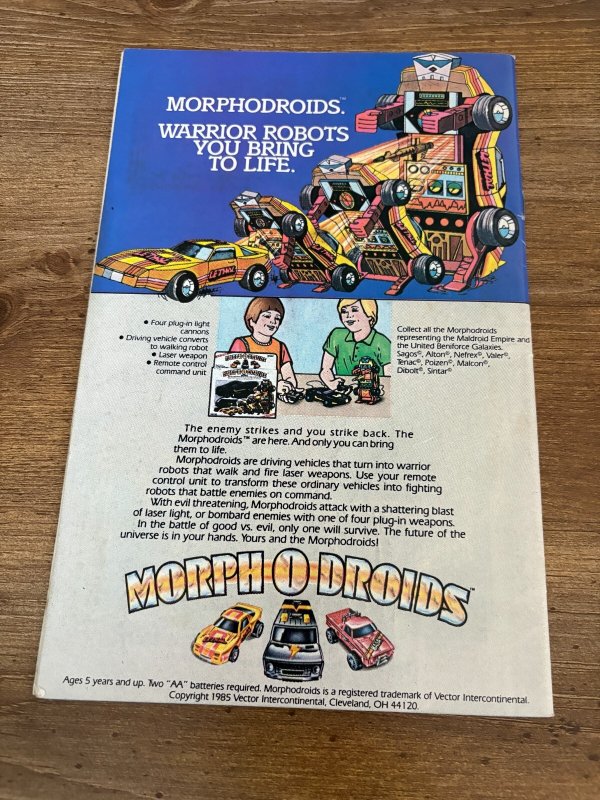 MORPHODROIDS.™
WARRIOR ROBOTS
YOU BRING
TO LIFE.
LETHAL
• Four plug-in light
cannons
• Driving vehicle converts
to walking robot
• Laser weapon
• Remote control
command unit
Collect all the Morphodroids
representing the Maldroid Empire and
the United Beniforce Galaxies.
Sagos®, Alton®, Nefrex®, Valer®,
Tenac®, Poizen®, Malcon®,
Dibolt®, Sintar®
The enemy strikes and you strike back. The
Morphodroids™ are here. And only you can bring
them to life.
Morphodroids are driving vehicles that turn into warrior
robots that walk and fire laser weapons. Use your remote
control unit to transform these ordinary vehicles into fighting
robots that battle enemies on command.
With evil threatening, Morphodroids attack with a shattering blast
of laser light, or bombard enemies with one of four plug-in weapons.
In the battle of good vs. evil, only one will survive. The future of the
universe is in your hands. Yours and the Morphodroids!
MORPH-O-DROIDS™
Ages 5 years and up. Two "AA" batteries required. Morphodroids is a registered trademark of Vector Intercontinental.
Copyright 1985 Vector Intercontinental, Cleveland, OH 44120.